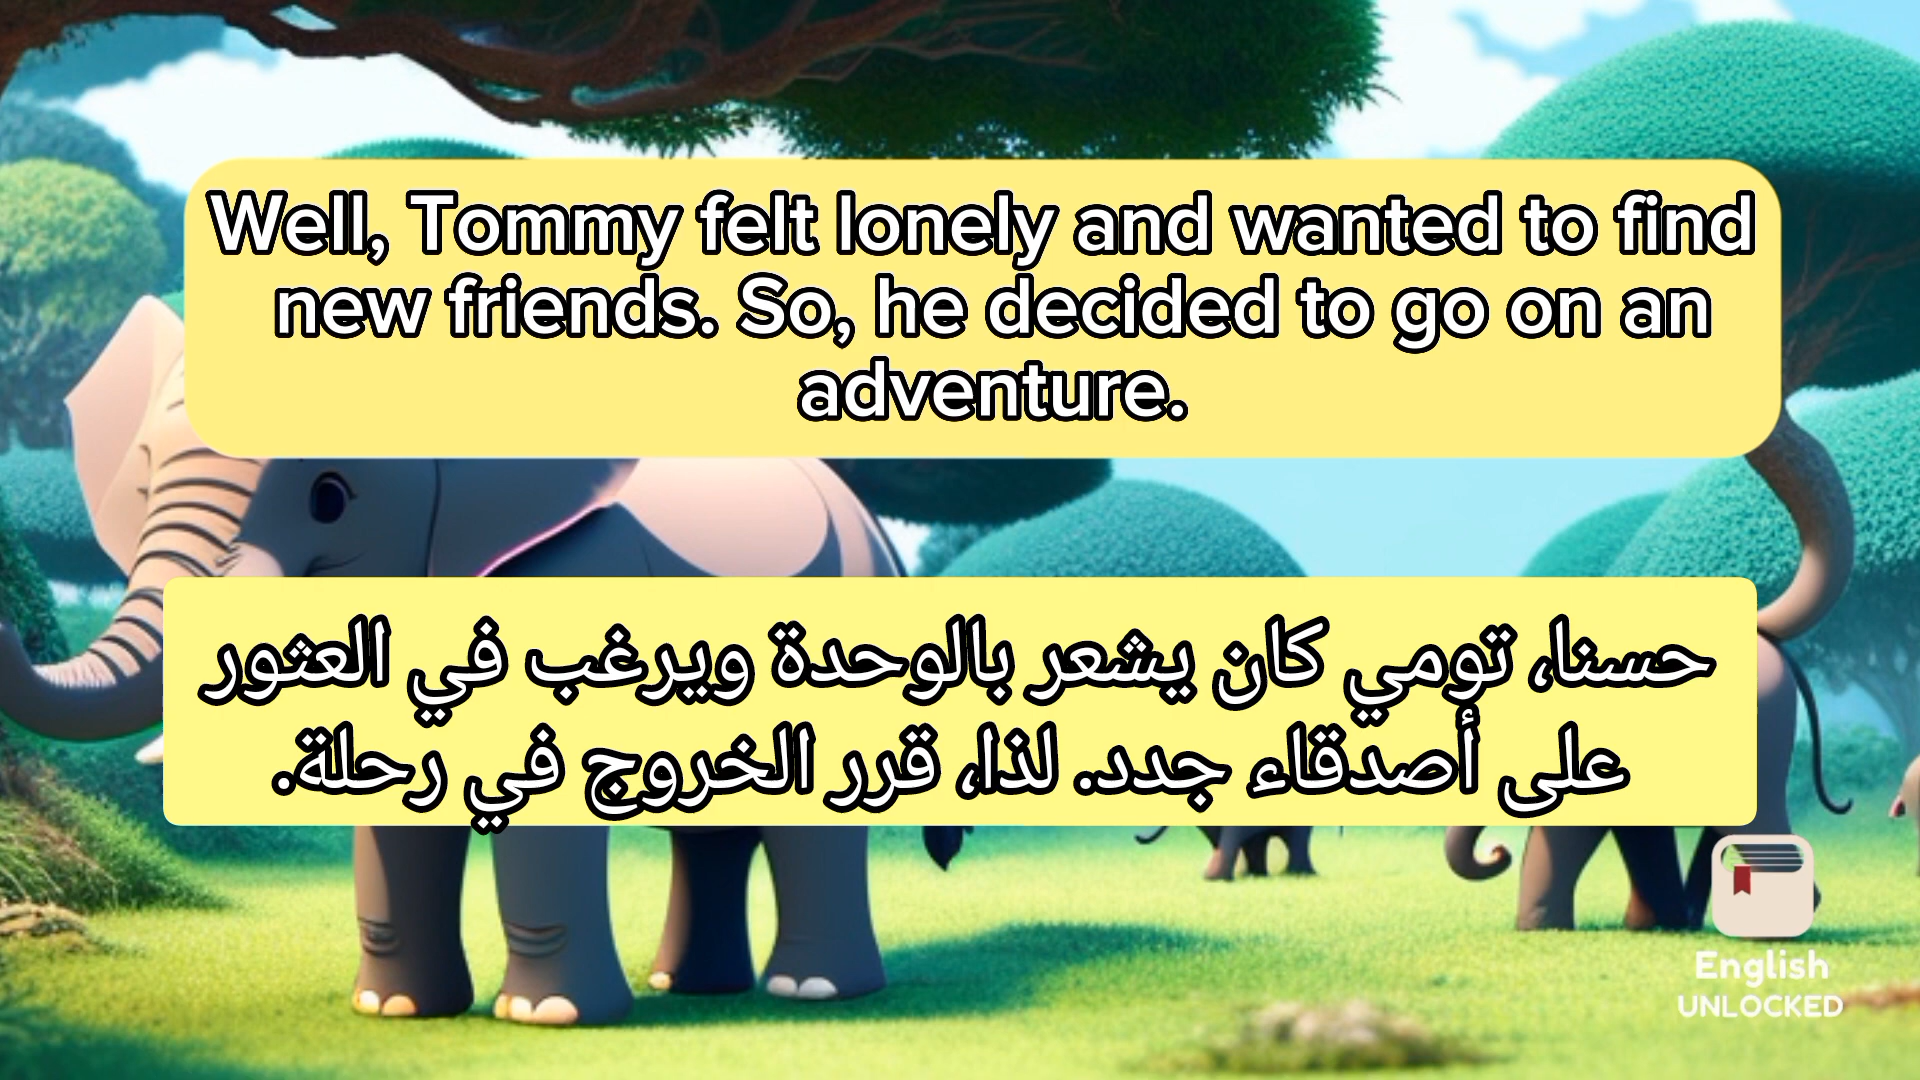 Well, Tommy felt lonely and wanted to find
new friends. So, he decided to go on an
adventure.
حسنا، تومي كان يشعر بالوحدة ويرغب في العثور
على أصدقاء جدد. لذا، قرر الخروج في رحلة.
English
UNLOCKED